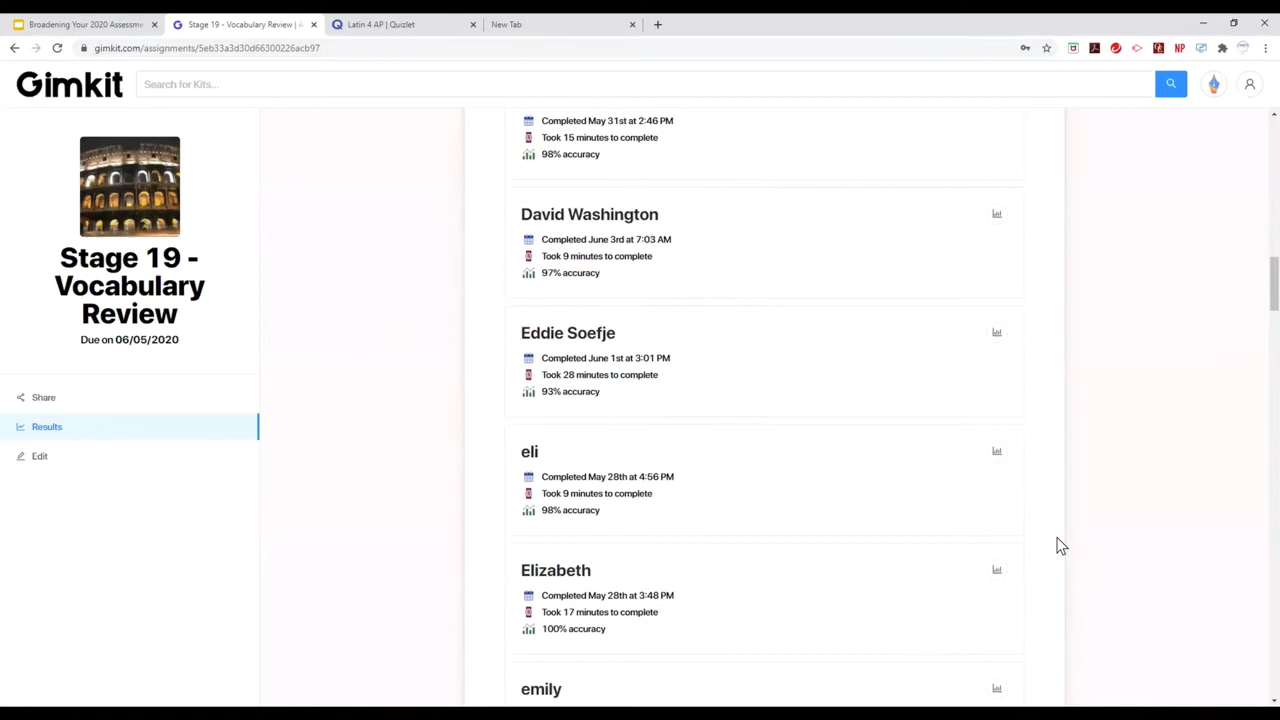 Broadening Your 2020 Assessme
Stage 19 - Vocabulary Review | A
Latin 4 AP | Quizlet
New Tab
gimkit.com/assignments/5eb33a3d30d66300226acb97
Gimkit
Search for Kits...
Stage 19 -
Vocabulary
Review
Due on 06/05/2020
Share
Results
Edit
Completed May 31st at 2:46 PM
Took 15 minutes to complete
98% accuracy
David Washington
Completed June 3rd at 7:03 AM
Took 9 minutes to complete
97% accuracy
Eddie Soefje
Completed June 1st at 3:01 PM
Took 28 minutes to complete
93% accuracy
eli
Completed May 28th at 4:56 PM
Took 9 minutes to complete
98% accuracy
Elizabeth
Completed May 28th at 3:48 PM
Took 17 minutes to complete
100% accuracy
emily